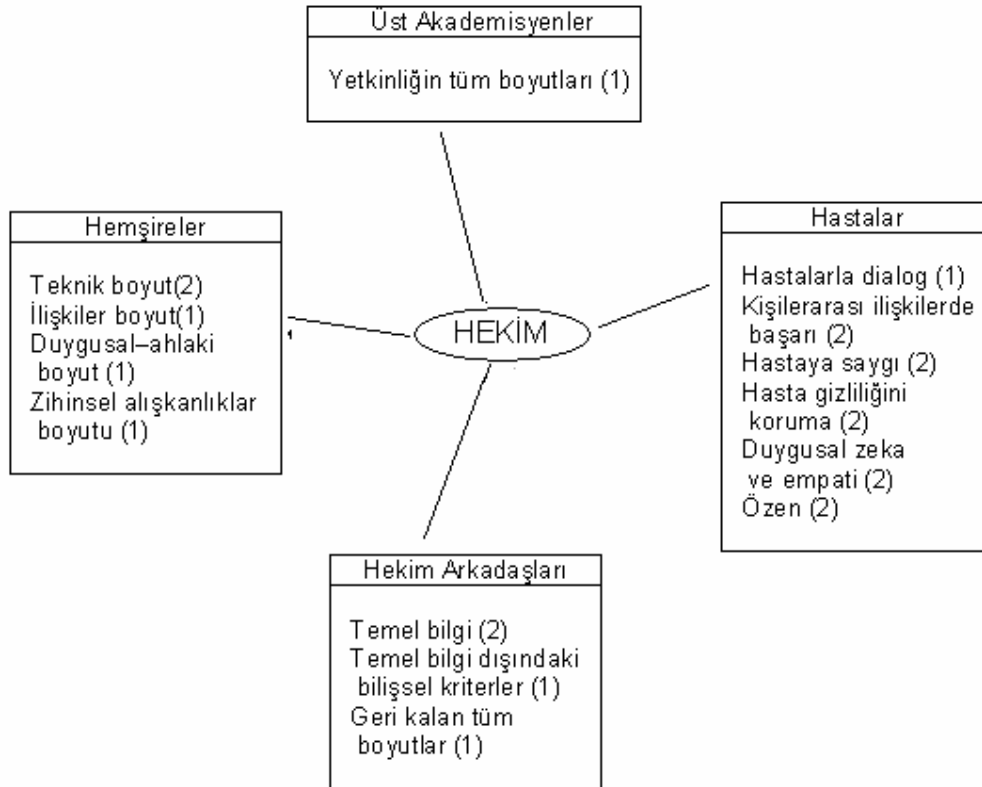 Üst Akademisyenler
Yetkinliğin tüm boyutları (1)
Hemşireler
Teknik boyut(2)
İlişkiler boyut(1)
Duygusal–ahlaki
boyut (1)
Zihinsel alışkanlıklar
boyutu (1)
HEKİM
Hastalar
Hastalarla dialog (1)
Kişilerarası ilişkilerde
başarı (2)
Hastaya saygı (2)
Hasta gizliliğini
koruma (2)
Duygusal zeka
ve empati (2)
Özen (2)
Hekim Arkadaşları
Temel bilgi (2)
Temel bilgi dışındaki
bilişsel kriterler (1)
Geri kalan tüm
boyutlar (1)